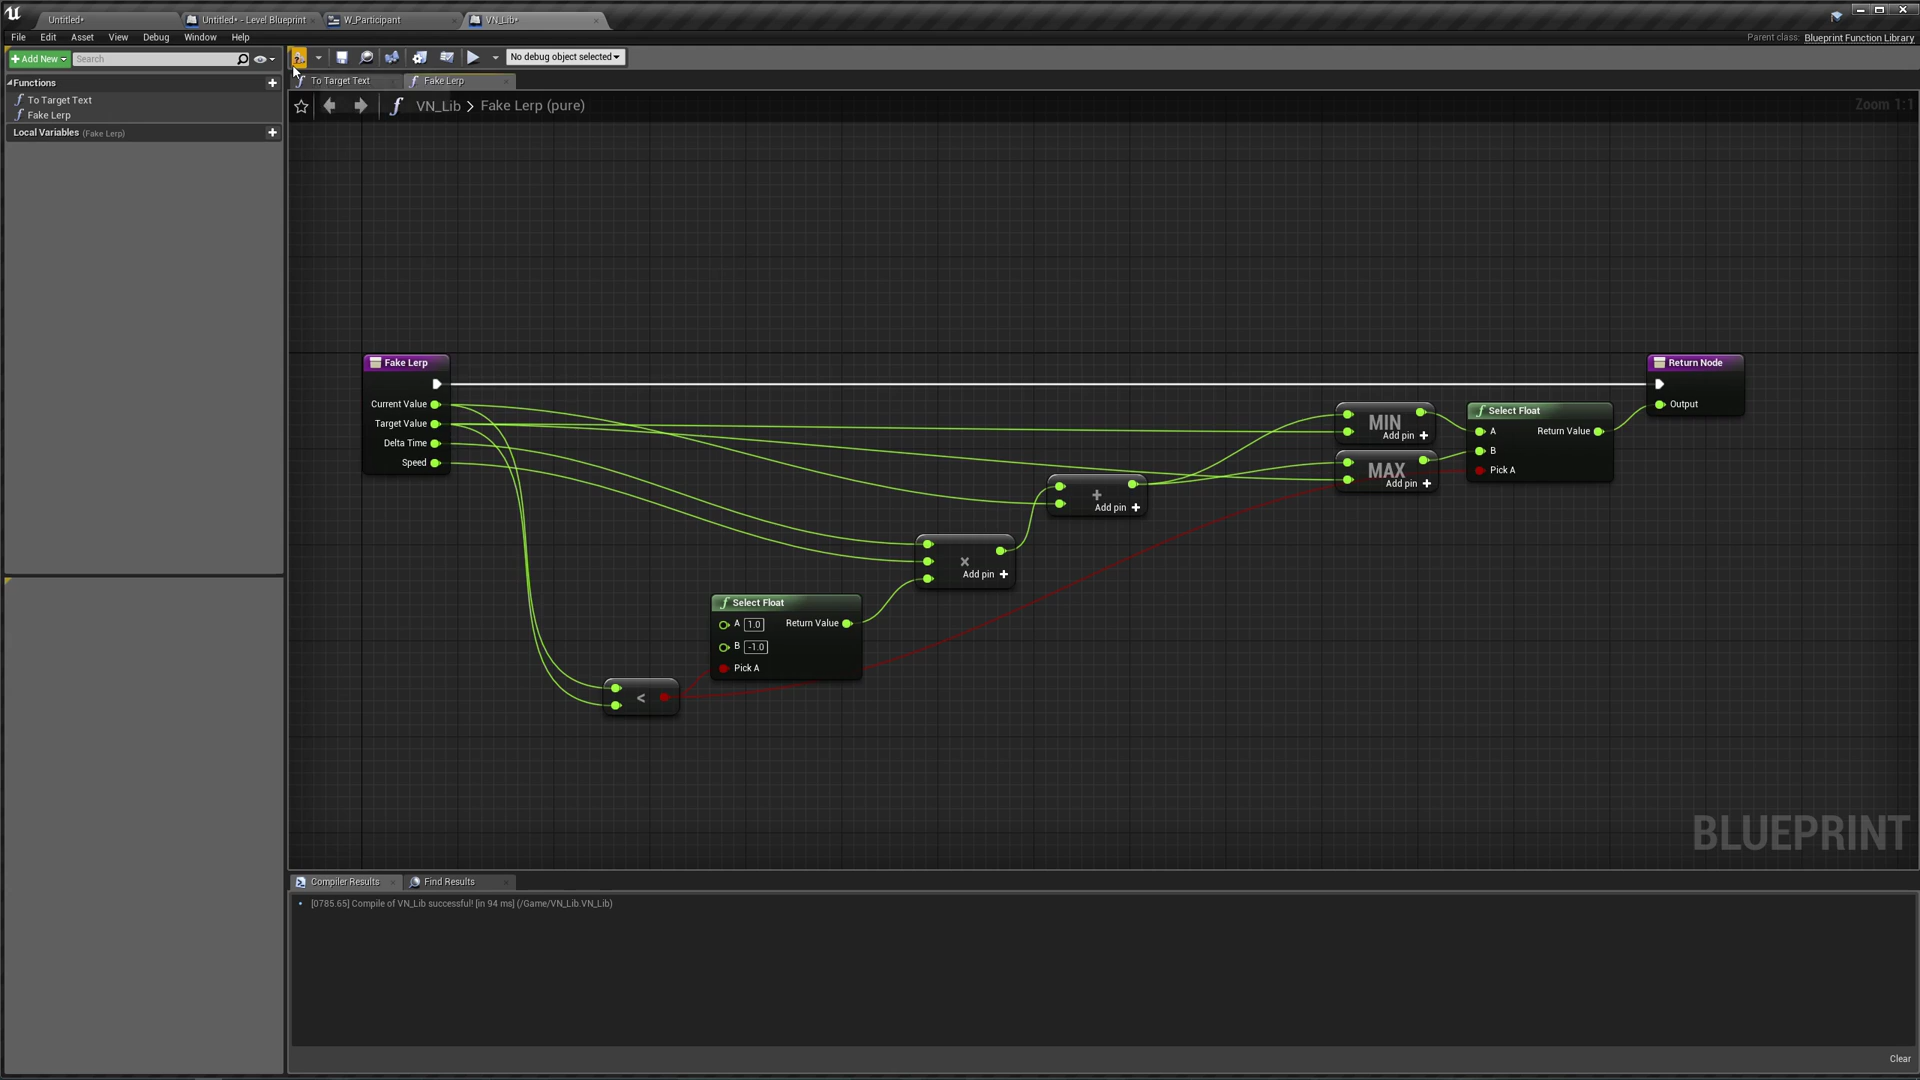 Untitled•
Untitled• - Level Blueprint
W_Participant
VN_Lib•
File Edit Asset View Debug Window Help
Parent class: Blueprint Function Library
Add New
Search
No debug object selected
Functions
To Target Text
Fake Lerp
Local Variables (Fake Lerp)
To Target Text
Fake Lerp
VN_Lib > Fake Lerp (pure)
Zoom 1:1
Fake Lerp
Current Value
Target Value
Delta Time
Speed
Return Node
Output
MIN
Add pin
MAX
Add pin
Select Float
A Return Value
B
Pick A
+
Add pin
×
Add pin
Select Float
A 1.0 Return Value
B -1.0
Pick A
<
BLUEPRINT
Compiler Results
Find Results
• [0785.65] Compile of VN_Lib successful! [in 94 ms] (/Game/VN_Lib.VN_Lib)
Clear